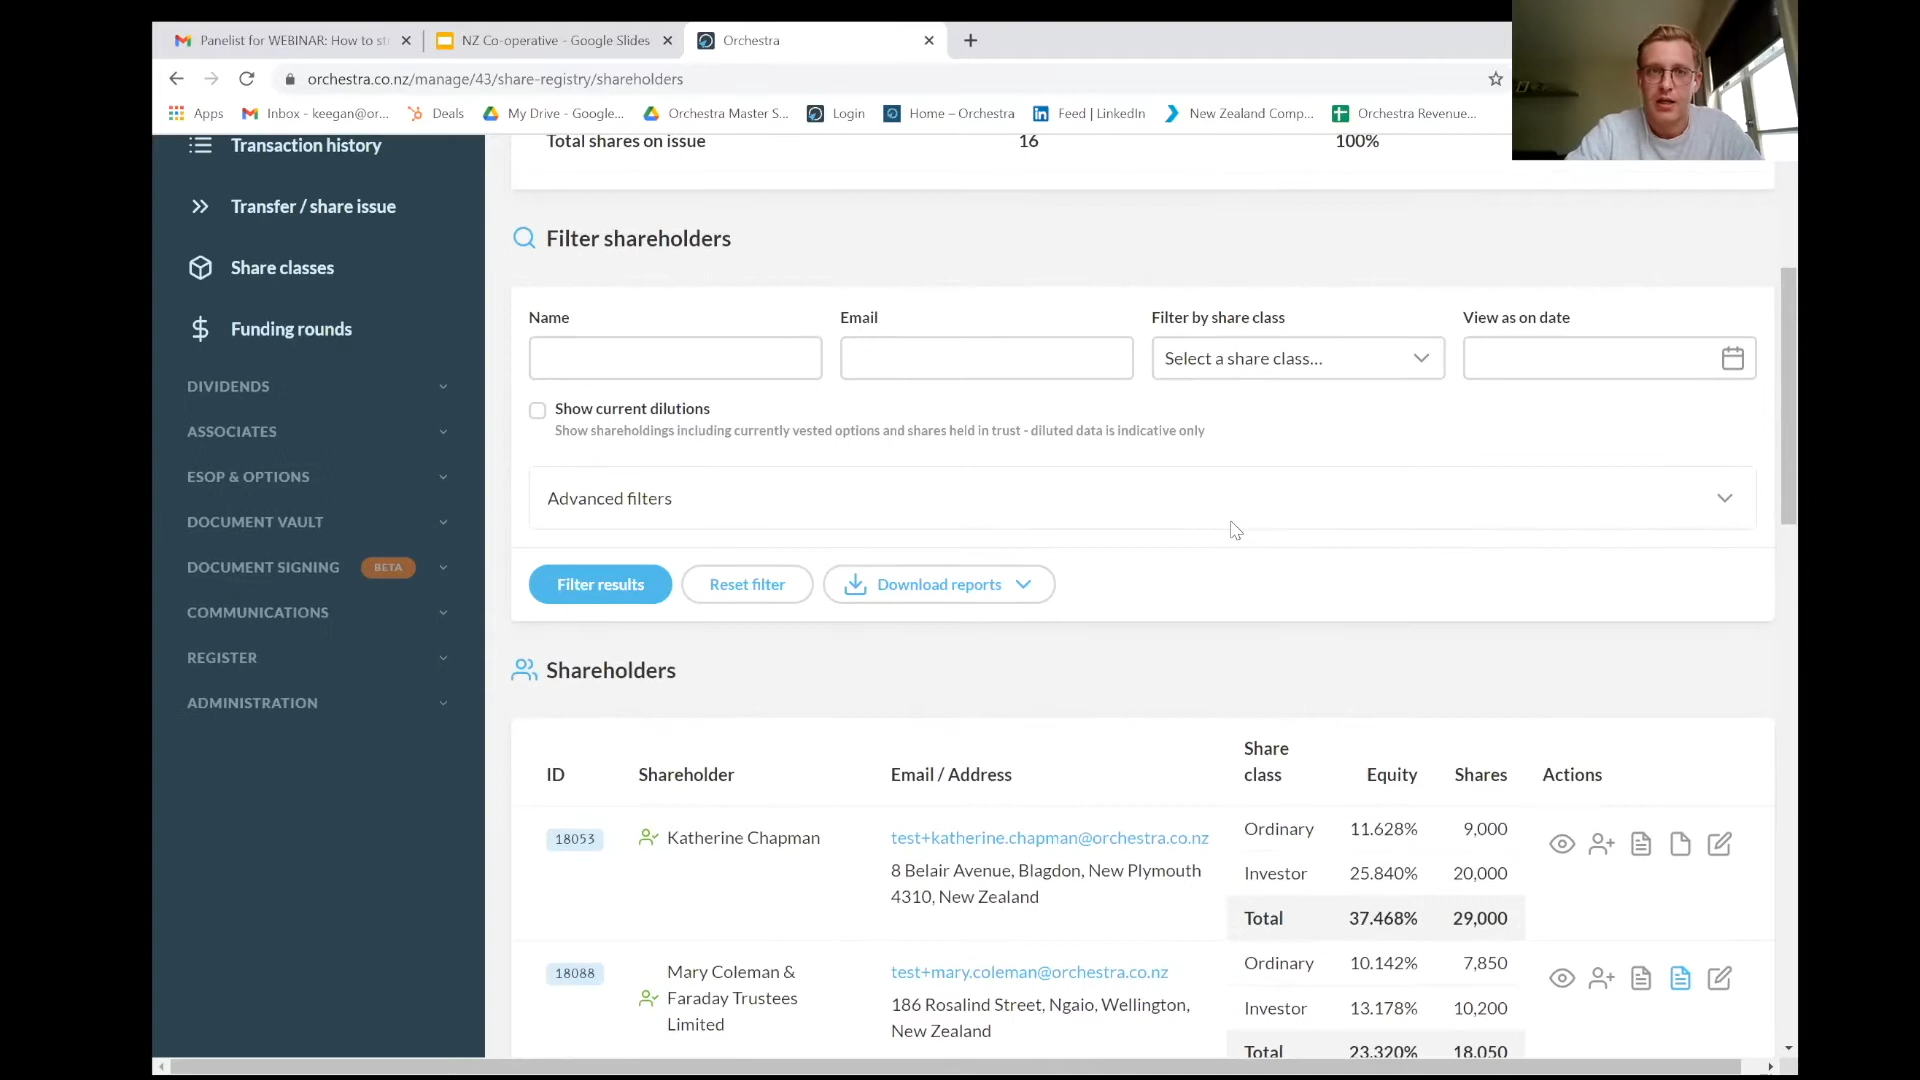 Panelist for WEBINAR: How to st
NZ Co-operative - Google Slides
Orchestra
orchestra.co.nz/manage/43/share-registry/shareholders
Apps
Inbox - keegan@or...
Deals
My Drive - Google...
Orchestra Master S...
Login
Home – Orchestra
Feed | LinkedIn
New Zealand Comp...
Orchestra Revenue...
Transaction history
Transfer / share issue
Share classes
Funding rounds
DIVIDENDS
ASSOCIATES
ESOP & OPTIONS
DOCUMENT VAULT
DOCUMENT SIGNING BETA
COMMUNICATIONS
REGISTER
ADMINISTRATION
Total shares on issue 16 100%
Filter shareholders
Name Email Filter by share class View as on date
Select a share class...
Show current dilutions
Show shareholdings including currently vested options and shares held in trust - diluted data is indicative only
Advanced filters
Filter results Reset filter Download reports
Shareholders
Share
ID Shareholder Email / Address class Equity Shares Actions
18053 Katherine Chapman test+katherine.chapman@orchestra.co.nz Ordinary 11.628% 9,000
8 Belair Avenue, Blagdon, New Plymouth Investor 25.840% 20,000
4310, New Zealand
Total 37.468% 29,000
18088 Mary Coleman & test+mary.coleman@orchestra.co.nz Ordinary 10.142% 7,850
Faraday Trustees 186 Rosalind Street, Ngaio, Wellington, Investor 13.178% 10,200
Limited New Zealand
Total 23.320% 18,050